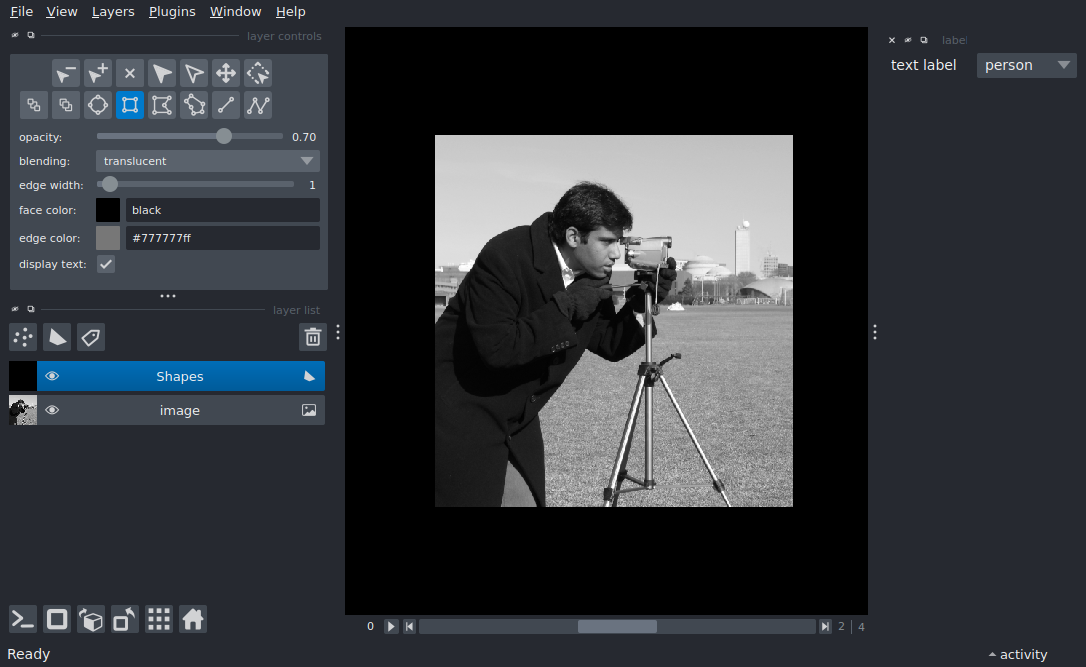 File View Layers Plugins Window Help
layer controls
opacity: 0.70
blending: translucent
edge width: 1
face color: black
edge color: #777777ff
display text:
layer list
Shapes
image
label
text label person
0 2 | 4
Ready
activity